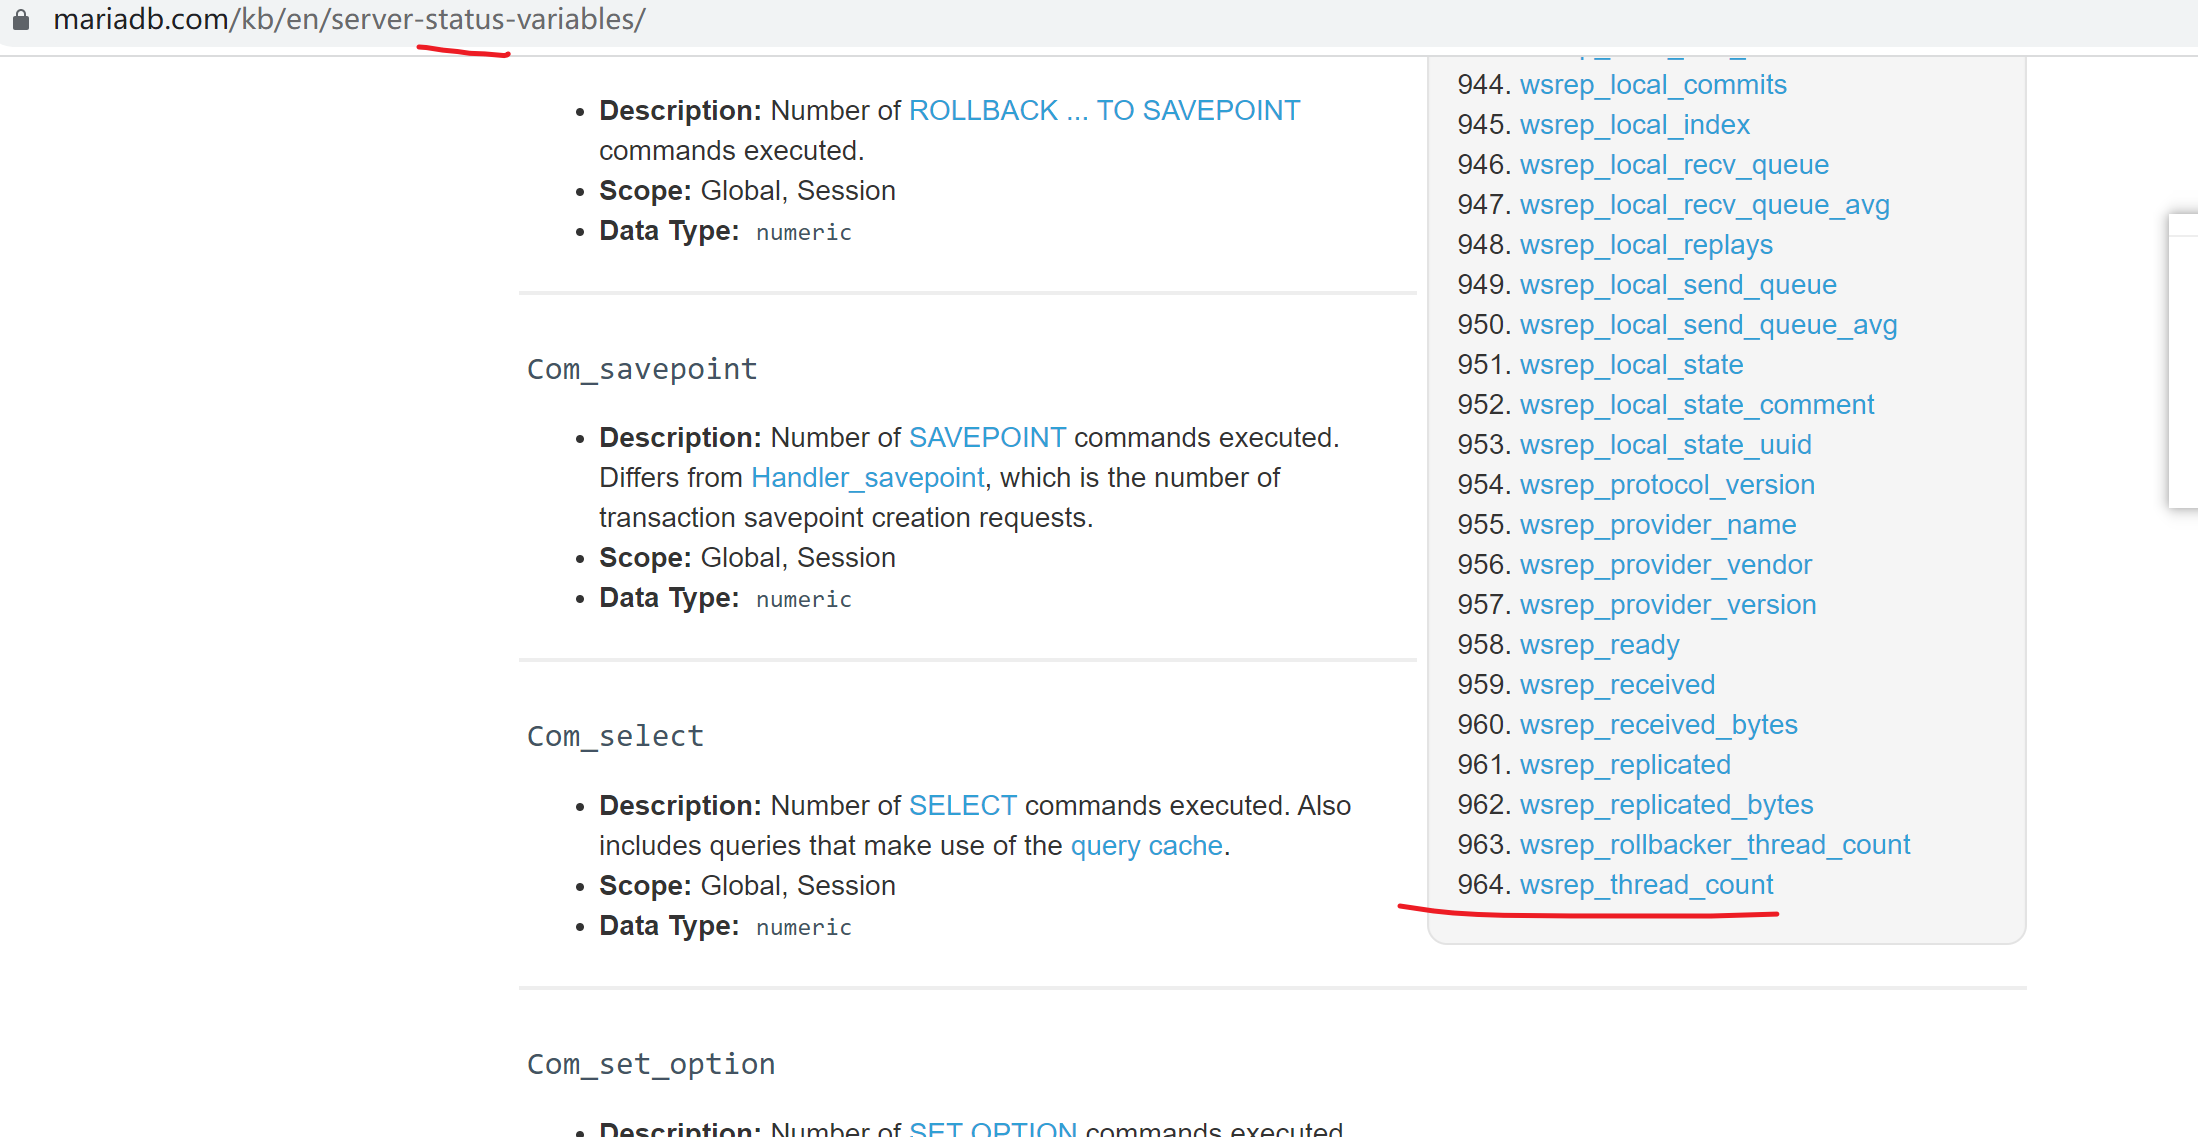 mariadb.com/kb/en/server-status-variables/
• Description: Number of ROLLBACK ... TO SAVEPOINT
commands executed.
• Scope: Global, Session
• Data Type: numeric
Com_savepoint
• Description: Number of SAVEPOINT commands executed.
Differs from Handler_savepoint, which is the number of
transaction savepoint creation requests.
• Scope: Global, Session
• Data Type: numeric
Com_select
• Description: Number of SELECT commands executed. Also
includes queries that make use of the query cache.
• Scope: Global, Session
• Data Type: numeric
Com_set_option
• Description: Number of SET OPTION commands executed
944. wsrep_local_commits
945. wsrep_local_index
946. wsrep_local_recv_queue
947. wsrep_local_recv_queue_avg
948. wsrep_local_replays
949. wsrep_local_send_queue
950. wsrep_local_send_queue_avg
951. wsrep_local_state
952. wsrep_local_state_comment
953. wsrep_local_state_uuid
954. wsrep_protocol_version
955. wsrep_provider_name
956. wsrep_provider_vendor
957. wsrep_provider_version
958. wsrep_ready
959. wsrep_received
960. wsrep_received_bytes
961. wsrep_replicated
962. wsrep_replicated_bytes
963. wsrep_rollbacker_thread_count
964. wsrep_thread_count